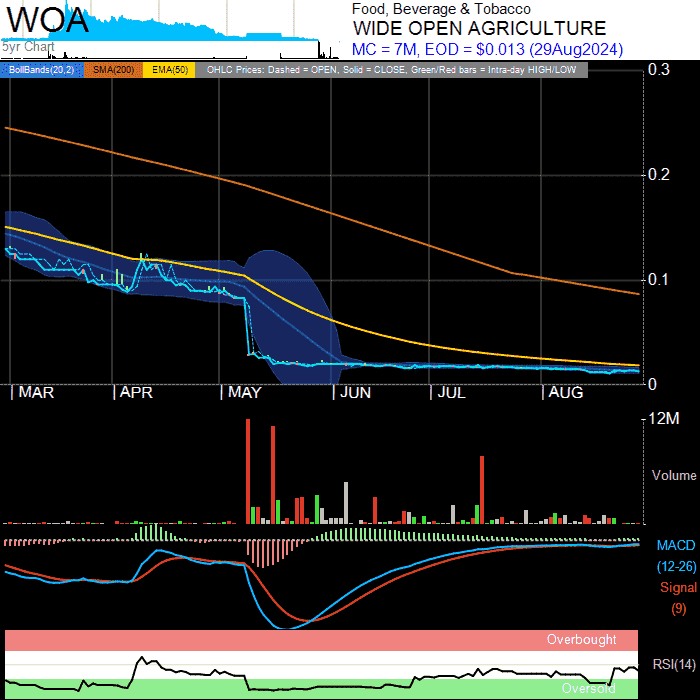 WOA
5yr Chart
Food, Beverage & Tobacco
WIDE OPEN AGRICULTURE
MC = 7M, EOD = $0.013 (29Aug2024)
BollBands(20,2) SMA(200) EMA(50) OHLC Prices: Dashed = OPEN, Solid = CLOSE, Green/Red bars = Intra-day HIGH/LOW
0.3
0.2
0.1
0
MAR APR MAY JUN JUL AUG
12M
Volume
MACD
(12-26)
Signal
(9)
Overbought
RSI(14)
Oversold